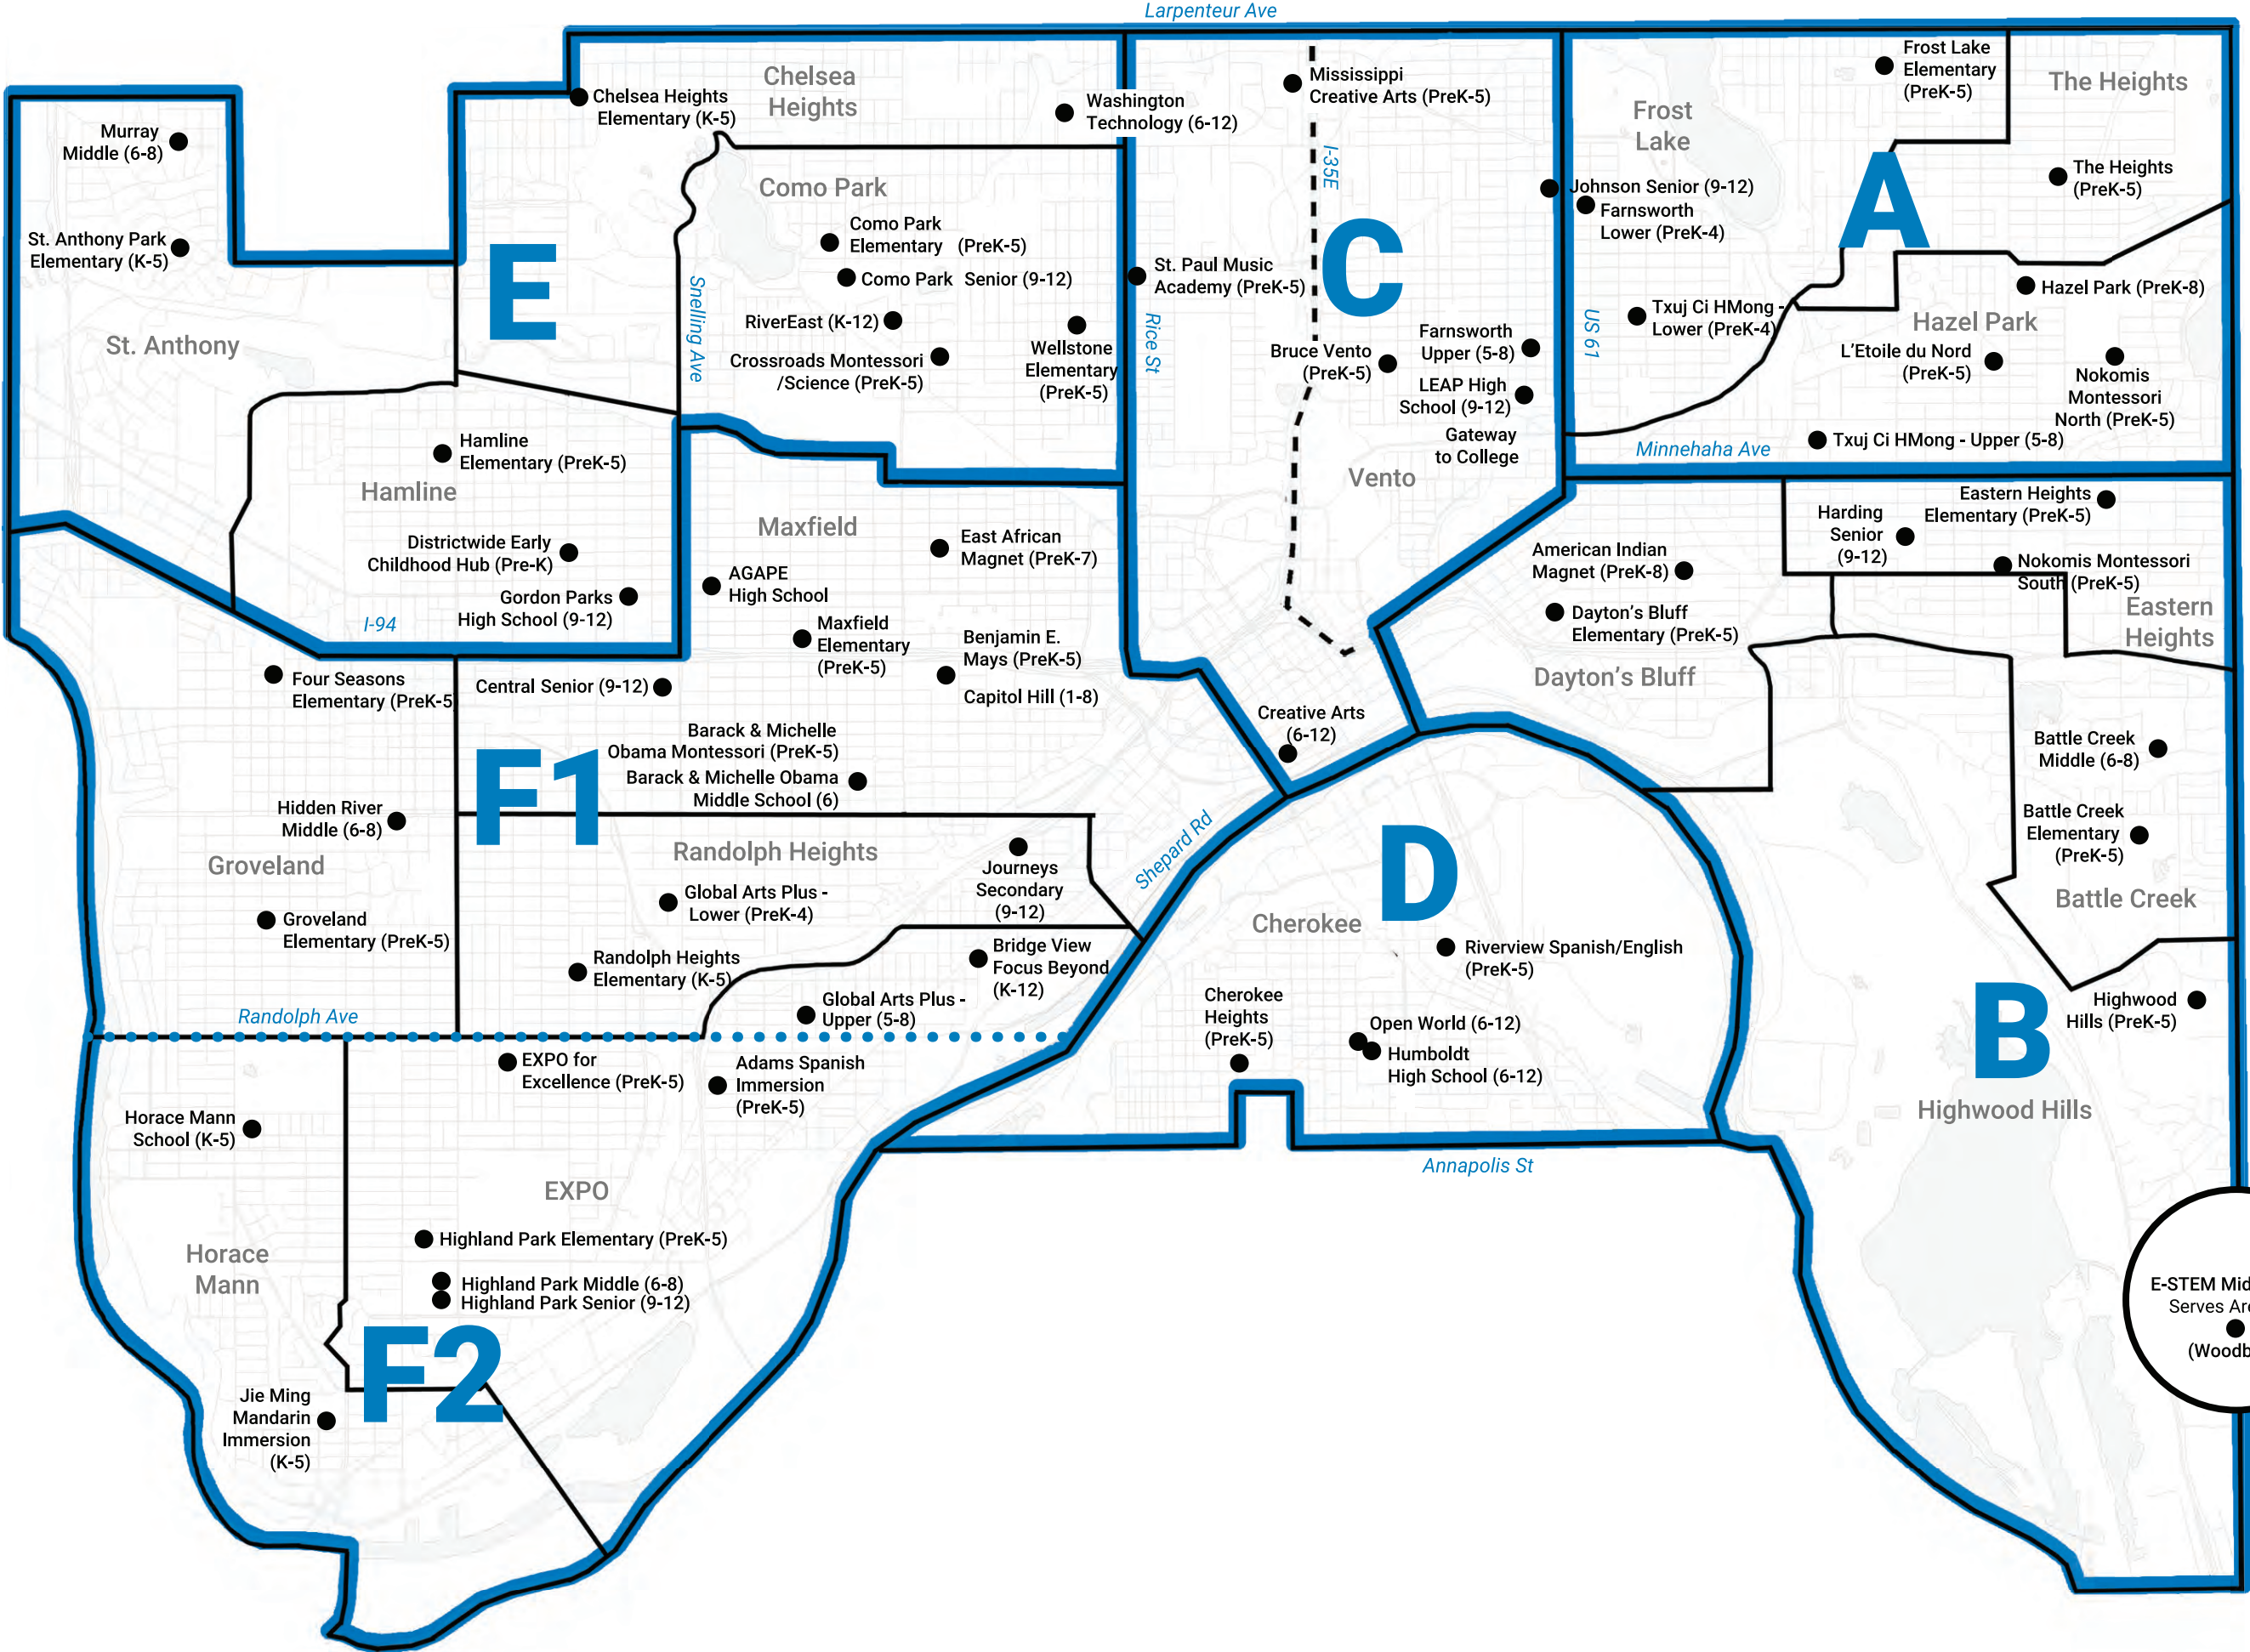 Larpenteur Ave
Chelsea
Heights
Chelsea Heights
Elementary (K-5)
Washington
Technology (6-12)
Murray
Middle (6-8)
St. Anthony Park
Elementary (K-5)
St. Anthony
E
Como Park
Como Park
Elementary (PreK-5)
Como Park Senior (9-12)
RiverEast (K-12)
Crossroads Montessori
/Science (PreK-5)
Wellstone
Elementary
(PreK-5)
Snelling Ave
Hamline
Elementary (PreK-5)
Hamline
Districtwide Early
Childhood Hub (Pre-K)
Gordon Parks
High School (9-12)
I-94
Mississippi
Creative Arts (PreK-5)
I-35E
C
St. Paul Music
Academy (PreK-5)
Rice St
Bruce Vento
(PreK-5)
Farnsworth
Upper (5-8)
LEAP High
School (9-12)
Gateway
to College
Vento
Creative Arts
(6-12)
Frost Lake
Elementary
(PreK-5)
The Heights
Frost
Lake
A
The Heights
(PreK-5)
Johnson Senior (9-12)
Farnsworth
Lower (PreK-4)
Txuj Ci HMong -
Lower (PreK-4)
US 61
Hazel Park (PreK-8)
Hazel Park
L'Etoile du Nord
(PreK-5)
Nokomis
Montessori
North (PreK-5)
Txuj Ci HMong - Upper (5-8)
Minnehaha Ave
Eastern Heights
Elementary (PreK-5)
Harding
Senior
(9-12)
Nokomis Montessori
South (PreK-5)
American Indian
Magnet (PreK-8)
Dayton's Bluff
Elementary (PreK-5)
Dayton's Bluff
Eastern
Heights
Battle Creek
Middle (6-8)
Battle Creek
Elementary
(PreK-5)
Battle Creek
B
Highwood
Hills (PreK-5)
Highwood Hills
E-STEM Mid
Serves Are
(Woodb
Maxfield
East African
Magnet (PreK-7)
AGAPE
High School
Maxfield
Elementary
(PreK-5)
Benjamin E.
Mays (PreK-5)
Capitol Hill (1-8)
Four Seasons
Elementary (PreK-5
Central Senior (9-12)
Barack & Michelle
Obama Montessori (PreK-5)
Barack & Michelle Obama
Middle School (6)
F1
Hidden River
Middle (6-8)
Groveland
Groveland
Elementary (PreK-5)
Randolph Heights
Global Arts Plus -
Lower (PreK-4)
Journeys
Secondary
(9-12)
Randolph Heights
Elementary (K-5)
Bridge View
Focus Beyond
(K-12)
Global Arts Plus -
Upper (5-8)
Randolph Ave
Shepard Rd
D
Cherokee
Riverview Spanish/English
(PreK-5)
Cherokee
Heights
(PreK-5)
Open World (6-12)
Humboldt
High School (6-12)
Annapolis St
EXPO for
Excellence (PreK-5)
Adams Spanish
Immersion
(PreK-5)
Horace Mann
School (K-5)
EXPO
Highland Park Elementary (PreK-5)
Horace
Mann
Highland Park Middle (6-8)
Highland Park Senior (9-12)
F2
Jie Ming
Mandarin
Immersion
(K-5)